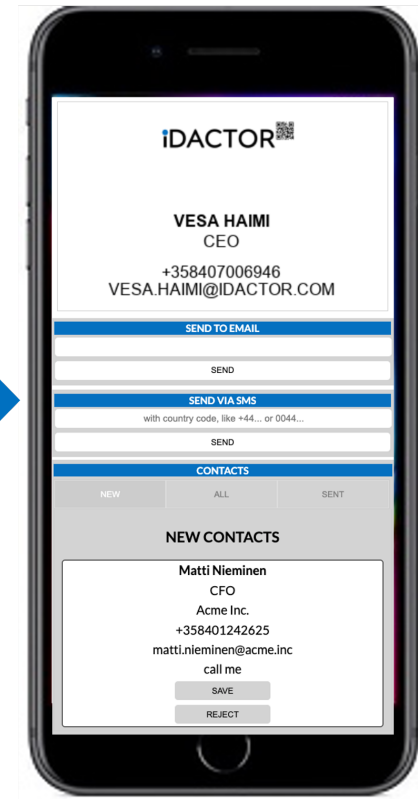 iDACTOR
VESA HAIMI
CEO
+358407006946
VESA.HAIMI@IDACTOR.COM
SEND TO EMAIL
SEND
SEND VIA SMS
with country code, like +44... or 0044...
SEND
CONTACTS
NEW ALL SENT
NEW CONTACTS
Matti Nieminen
CFO
Acme Inc.
+358401242625
matti.nieminen@acme.inc
call me
SAVE
REJECT